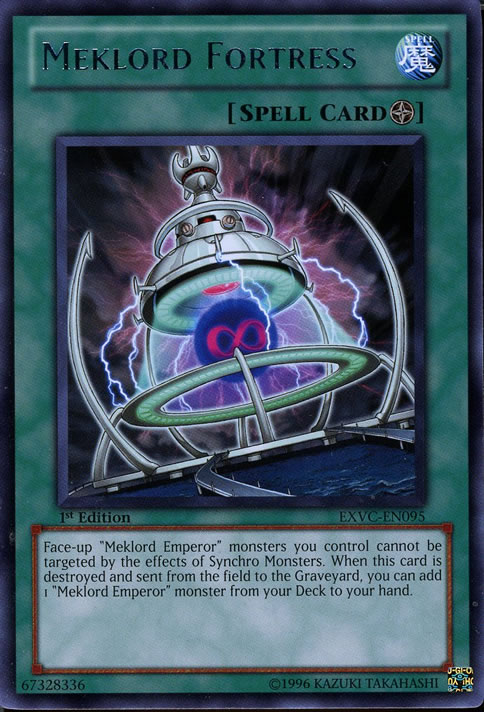 MEKLORD FORTRESS
SPELL
魔
[SPELL CARD]
1st Edition
EXVC-EN095
Face-up "Meklord Emperor" monsters you control cannot be
targeted by the effects of Synchro Monsters. When this card is
destroyed and sent from the field to the Graveyard, you can add
1 "Meklord Emperor" monster from your Deck to your hand.
67328336
©1996 KAZUKI TAKAHASHI